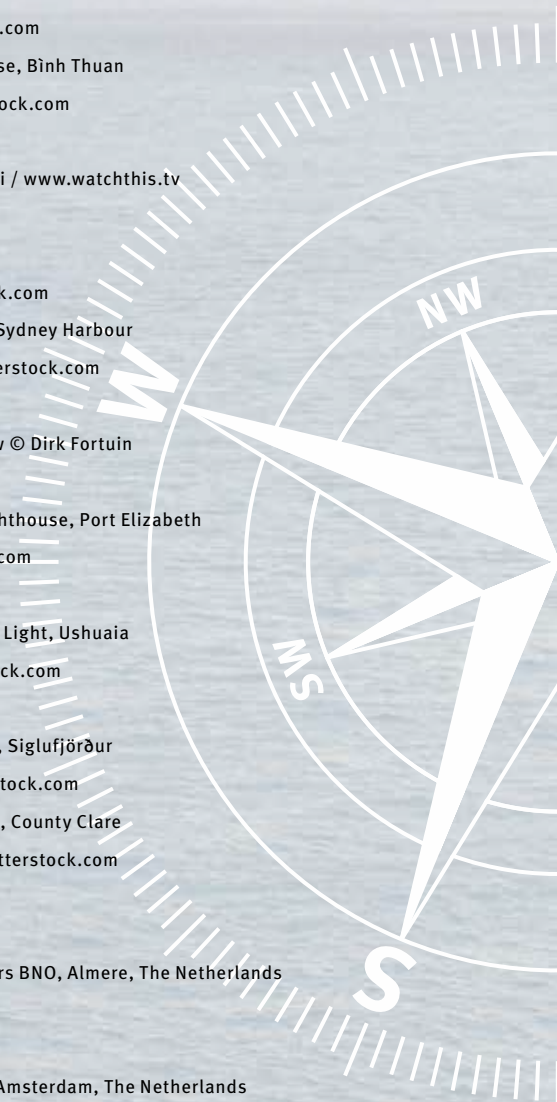 .com
se, Bình Thuan
tock.com
i / www.watchthis.tv
k.com
Sydney Harbour
erstock.com
© Dirk Fortuin
hthouse, Port Elizabeth
com
Light, Ushuaia
ck.com
, Siglufjörður
tock.com
, County Clare
tterstock.com
rs BNO, Almere, The Netherlands
Amsterdam, The Netherlands
NW
W
SW
S